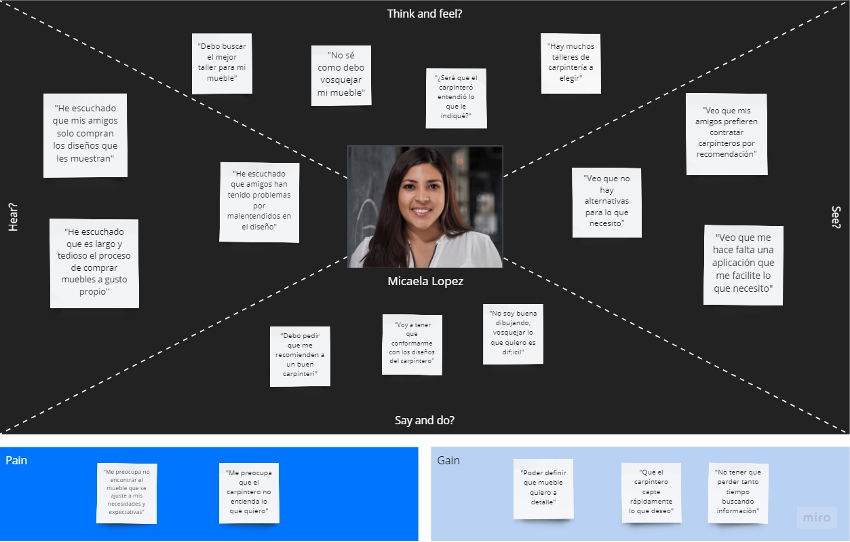 Think and feel?
"Debo buscar
el mejor
taller para mi
mueble"
"No sé
como debo
vosquejar
mi mueble"
"¿Será que el
carpinteró
entendió lo
que le
indiqué?"
"Hay muchos
talleres de
carpintería a
elegir"
Hear?
"He escuchado
que mis amigos
solo compran
los diseños que
les muestran"
"He escuchado
que amigos han
tenido problemas
por
malentendidos en
el diseño"
"He escuchado
que es largo y
tedioso el proceso
de comprar
muebles a gusto
propio"
See?
"Veo que mis
amigos prefieren
contratar
carpinteros por
recomendación"
"Veo que no
hay
alternativas
para lo que
necesito"
"Veo que me
hace falta una
aplicación que
me facilite lo
que necesito"
Micaela Lopez
"Debo pedir
que me
recomienden a
un buen
carpinteri"
"Voy a tener
que
conformarme
con los diseños
del carpintero"
"No soy buena
dibujando,
vosquejar lo
que quiero es
dif;icil"
Say and do?
Pain
"Me preocupa no
encontrar el
mueble que se
ajuste a mis
necesidades y
expectativas"
"Me preocupa
que el
carpintero no
entienda lo
que quiero"
Gain
"Poder definir
que mueble
quiero a
detalle"
"Que el
carpintero
capte
rápidamente
lo que deseo"
"No tener que
perder tanto
tiempo
buscando
información"
miro